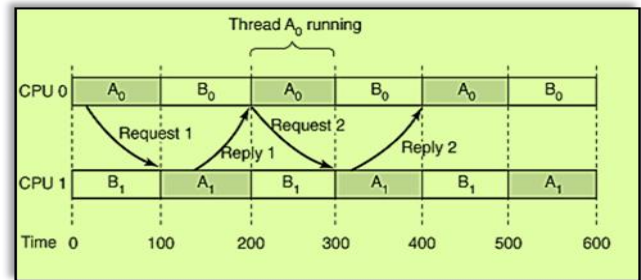 Thread A₀ running
CPU 0 A₀ B₀ A₀ B₀ A₀ B₀
Request 1 Reply 1 Request 2 Reply 2
CPU 1 B₁ A₁ B₁ A₁ B₁ A₁
Time 0 100 200 300 400 500 600